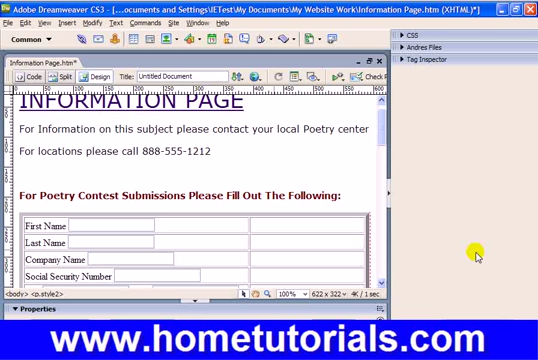 Adobe Dreamweaver CS3 - [...ocuments and Settings\IETest\My Documents\My Website Work\Information Page.htm (XHTML)*]
File Edit View Insert Modify Text Commands Site Window Help
Common
CSS
Andres Files
Tag Inspector
Information Page.htm*
Code Split Design Title: Untitled Document Check P
INFORMATION PAGE
For Information on this subject please contact your local Poetry center
For locations please call 888-555-1212
For Poetry Contest Submissions Please Fill Out The Following:
First Name
Last Name
Company Name
Social Security Number
<body> <p.style2> 100% 622 x 322 4K / 1 sec
Properties
www.hometutorials.com